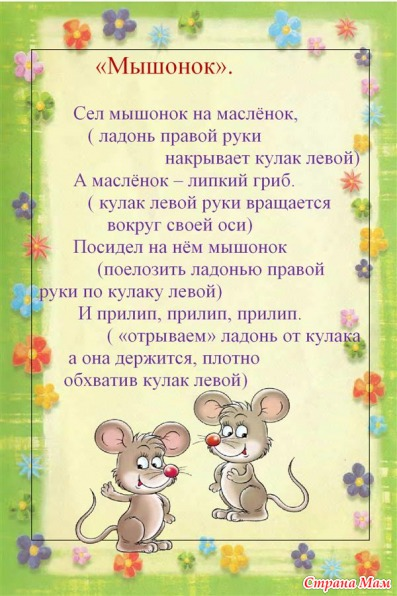 «Мышонок».
Сел мышонок на маслёнок,
( ладонь правой руки
накрывает кулак левой)
А маслёнок – липкий гриб.
( кулак левой руки вращается
вокруг своей оси)
Посидел на нём мышонок
(поелозить ладонью правой
руки по кулаку левой)
И прилип, прилип, прилип.
( «отрываем» ладонь от кулака
а она держится, плотно
обхватив кулак левой)
Страна Мам